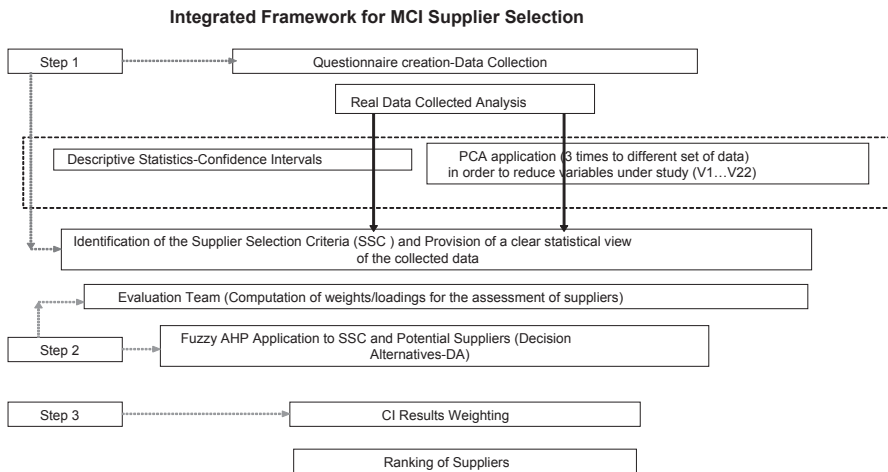 Integrated Framework for MCI Supplier Selection
Step 1
Questionnaire creation-Data Collection
Real Data Collected Analysis
Descriptive Statistics-Confidence Intervals
PCA application (3 times to different set of data)
in order to reduce variables under study (V1...V22)
Identification of the Supplier Selection Criteria (SSC ) and Provision of a clear statistical view
of the collected data
Evaluation Team (Computation of weights/loadings for the assessment of suppliers)
Step 2
Fuzzy AHP Application to SSC and Potential Suppliers (Decision
Alternatives-DA)
Step 3
CI Results Weighting
Ranking of Suppliers